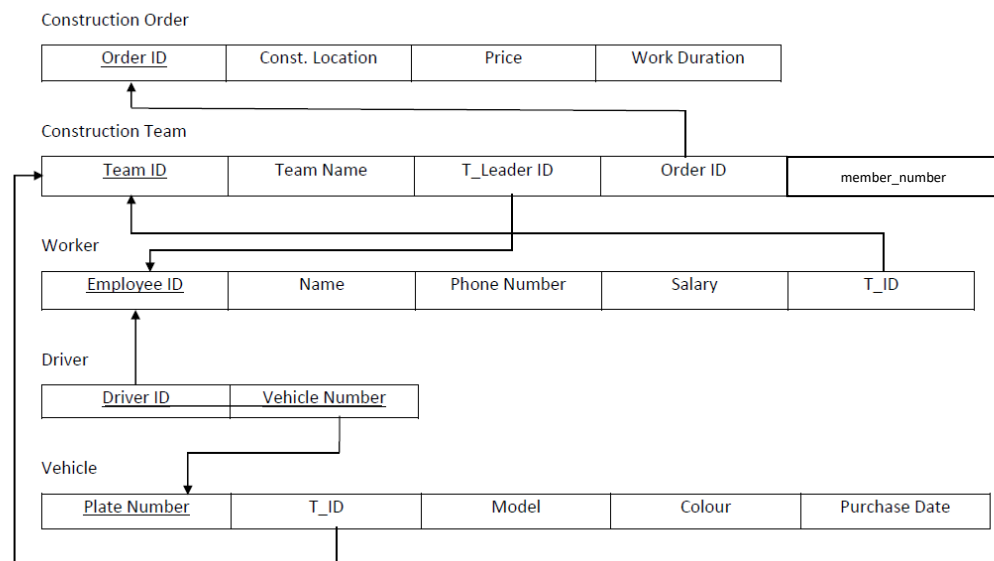 Construction Order
Order ID Const. Location Price Work Duration
Construction Team
Team ID Team Name T_Leader ID Order ID member_number
Worker
Employee ID Name Phone Number Salary T_ID
Driver
Driver ID Vehicle Number
Vehicle
Plate Number T_ID Model Colour Purchase Date